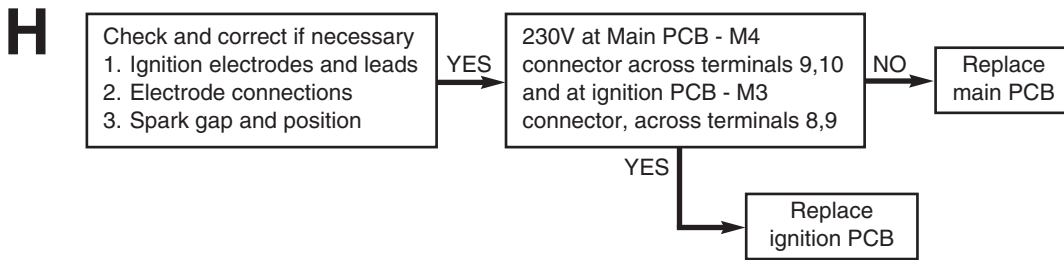 H
Check and correct if necessary
1. Ignition electrodes and leads
2. Electrode connections
3. Spark gap and position
YES
230V at Main PCB - M4
connector across terminals 9,10
and at ignition PCB - M3
connector, across terminals 8,9
NO
Replace
main PCB
YES
Replace
ignition PCB